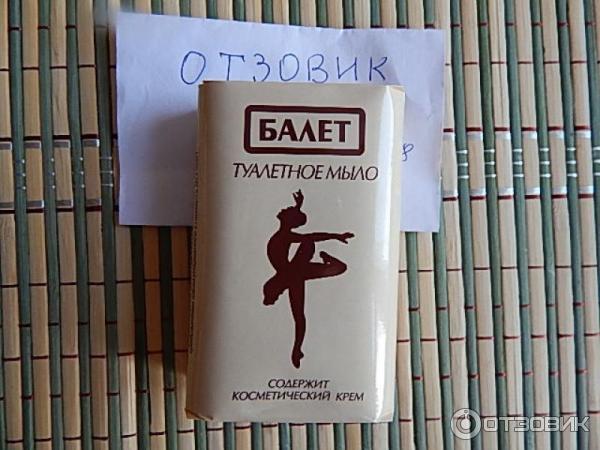 ОТЗОВИК
БАЛЕТ
ТУАЛЕТНОЕ МЫЛО
СОДЕРЖИТ
КОСМЕТИЧЕСКИЙ КРЕМ
ОТЗОВИК